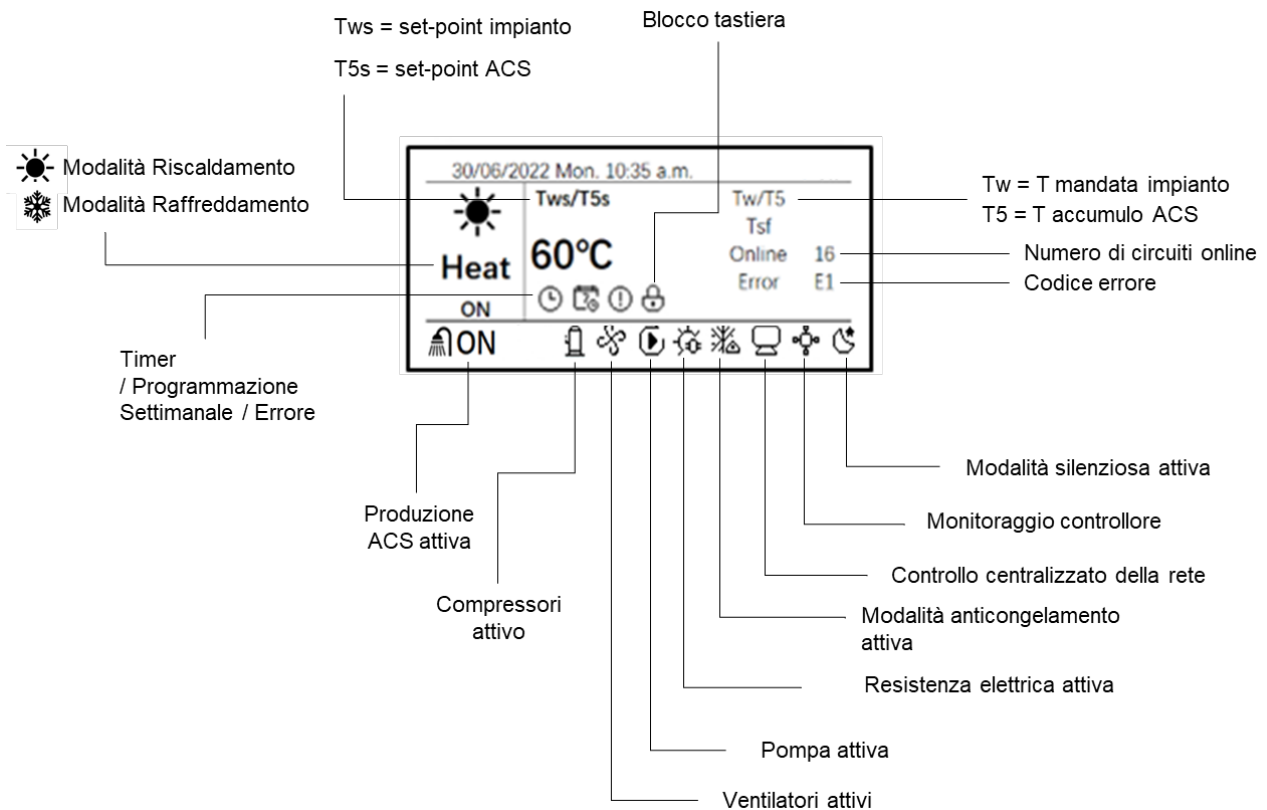 Tws = set-point impianto
T5s = set-point ACS
Blocco tastiera
Modalità Riscaldamento
Modalità Raffreddamento
30/06/2022 Mon. 10:35 a.m.
Tws/T5s
60°C
Heat
ON
Tw/T5
Tsf
Online 16
Error E1
ON
Tw = T mandata impianto
T5 = T accumulo ACS
Numero di circuiti online
Codice errore
Timer
/ Programmazione
Settimanale / Errore
Produzione
ACS attiva
Compressori
attivo
Modalità silenziosa attiva
Monitoraggio controllore
Controllo centralizzato della rete
Modalità anticongelamento
attiva
Resistenza elettrica attiva
Pompa attiva
Ventilatori attivi